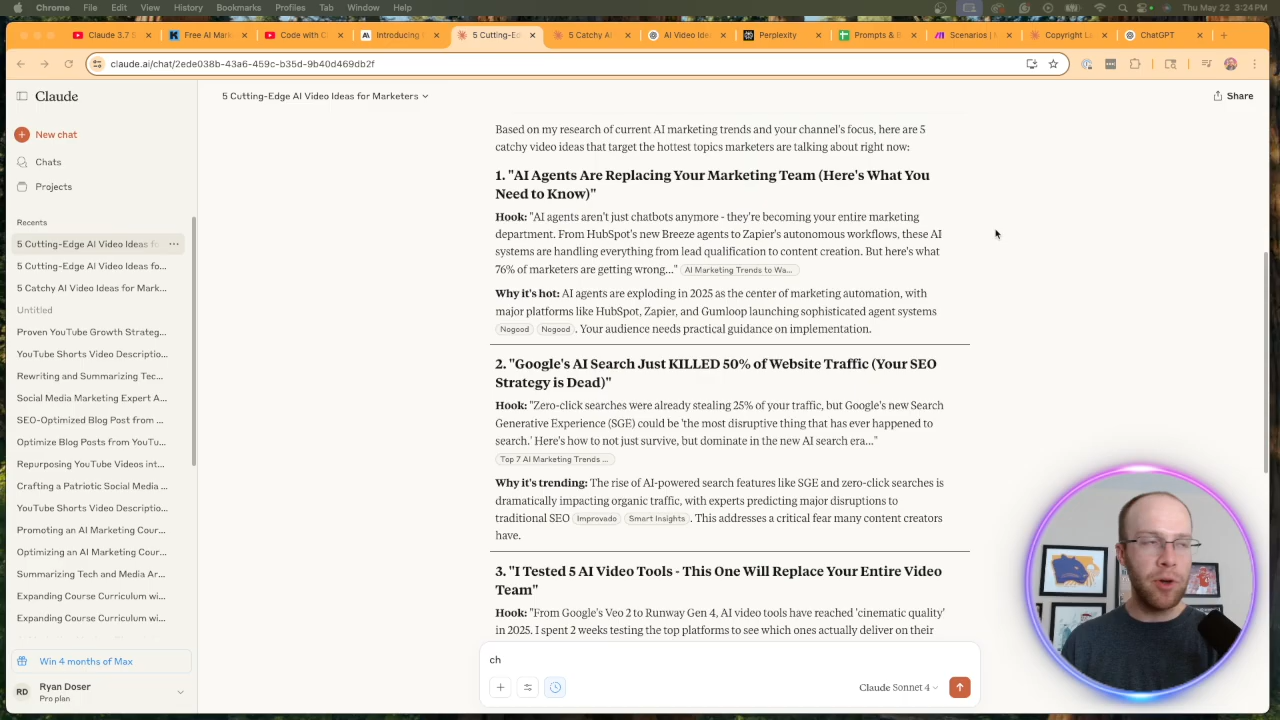 Chrome File Edit View History Bookmarks Profiles Tab Window Help
Thu May 22 3:24 PM
Claude 3.7 S
Free AI Mark
Code with C
Introducing
5 Cutting-Ed
5 Catchy AI
AI Video Ide
Perplexity
Prompts & B
Scenarios |
Copyright La
ChatGPT
claude.ai/chat/2ede038b-43a6-459c-b35d-9b40d469db2f
Claude
5 Cutting-Edge AI Video Ideas for Marketers
Share
New chat
Chats
Projects
Recents
5 Cutting-Edge AI Video Ideas fo
5 Cutting-Edge AI Video Ideas fo...
5 Catchy AI Video Ideas for Mark...
Untitled
Proven YouTube Growth Strateg...
YouTube Shorts Video Descriptio...
Rewriting and Summarizing Tec...
Social Media Marketing Expert A...
SEO-Optimized Blog Post from ...
Optimize Blog Posts from YouTu...
Repurposing YouTube Videos int...
Crafting a Patriotic Social Media ...
YouTube Shorts Video Descriptio...
Promoting an AI Marketing Cour...
Optimizing an AI Marketing Cour...
Summarizing Tech and Media Ar...
Expanding Course Curriculum wi...
Expanding Course Curriculum wi...
Win 4 months of Max
RD
Ryan Doser
Pro plan
Based on my research of current AI marketing trends and your channel's focus, here are 5
catchy video ideas that target the hottest topics marketers are talking about right now:
1. "AI Agents Are Replacing Your Marketing Team (Here's What You
Need to Know)"
Hook: "AI agents aren't just chatbots anymore - they're becoming your entire marketing
department. From HubSpot's new Breeze agents to Zapier's autonomous workflows, these AI
systems are handling everything from lead qualification to content creation. But here's what
76% of marketers are getting wrong..." AI Marketing Trends to Wa...
Why it's hot: AI agents are exploding in 2025 as the center of marketing automation, with
major platforms like HubSpot, Zapier, and Gumloop launching sophisticated agent systems
Nogood Nogood . Your audience needs practical guidance on implementation.
2. "Google's AI Search Just KILLED 50% of Website Traffic (Your SEO
Strategy is Dead)"
Hook: "Zero-click searches were already stealing 25% of your traffic, but Google's new Search
Generative Experience (SGE) could be 'the most disruptive thing that has ever happened to
search.' Here's how to not just survive, but dominate in the new AI search era..."
Top 7 AI Marketing Trends ...
Why it's trending: The rise of AI-powered search features like SGE and zero-click searches is
dramatically impacting organic traffic, with experts predicting major disruptions to
traditional SEO Improvado Smart Insights . This addresses a critical fear many content creators
have.
3. "I Tested 5 AI Video Tools - This One Will Replace Your Entire Video
Team"
Hook: "From Google's Veo 2 to Runway Gen 4, AI video tools have reached 'cinematic quality'
in 2025. I spent 2 weeks testing the top platforms to see which ones actually deliver on their
ch
Claude Sonnet 4